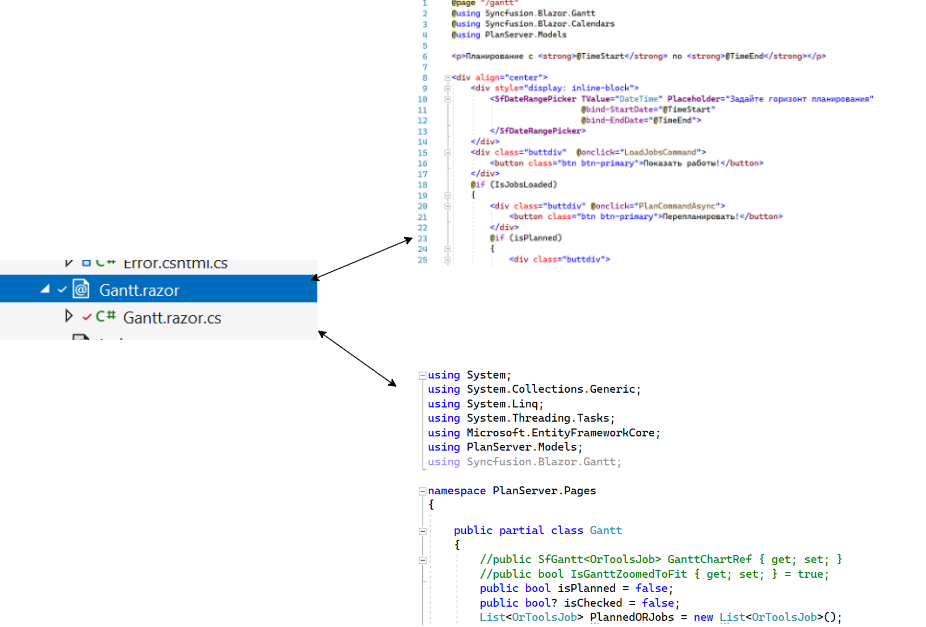 1 @page "/gantt"
2 @using Syncfusion.Blazor.Gantt
3 @using Syncfusion.Blazor.Calendars
4 @using PlanServer.Models
5
6 <p>Планирование с <strong>@TimeStart</strong> по <strong>@TimeEnd</strong></p>
7
8 <div align="center">
9 <div style="display: inline-block">
10 <SfDateRangePicker TValue="DateTime" Placeholder="Задайте горизонт планирования"
11 @bind-StartDate="@TimeStart"
12 @bind-EndDate="@TimeEnd">
13 </SfDateRangePicker>
14 </div>
15 <div class="buttdiv" @onclick="LoadJobsCommand">
16 <button class="btn btn-primary">Показать работы!</button>
17 </div>
18 @if (IsJobsLoaded)
19 {
20 <div class="buttdiv" @onclick="PlanCommandAsync">
21 <button class="btn btn-primary">Перепланировать!</button>
22 </div>
23 @if (isPlanned)
24 {
25 <div class="buttdiv">
C# Error.cshtml.cs
@ Gantt.razor
C# Gantt.razor.cs
using System;
using System.Collections.Generic;
using System.Linq;
using System.Threading.Tasks;
using Microsoft.EntityFrameworkCore;
using PlanServer.Models;
using Syncfusion.Blazor.Gantt;
namespace PlanServer.Pages
{
public partial class Gantt
{
//public SfGantt<OrToolsJob> GanttChartRef { get; set; }
//public bool IsGanttZoomedToFit { get; set; } = true;
public bool isPlanned = false;
public bool? isChecked = false;
List<OrToolsJob> PlannedORJobs = new List<OrToolsJob>();